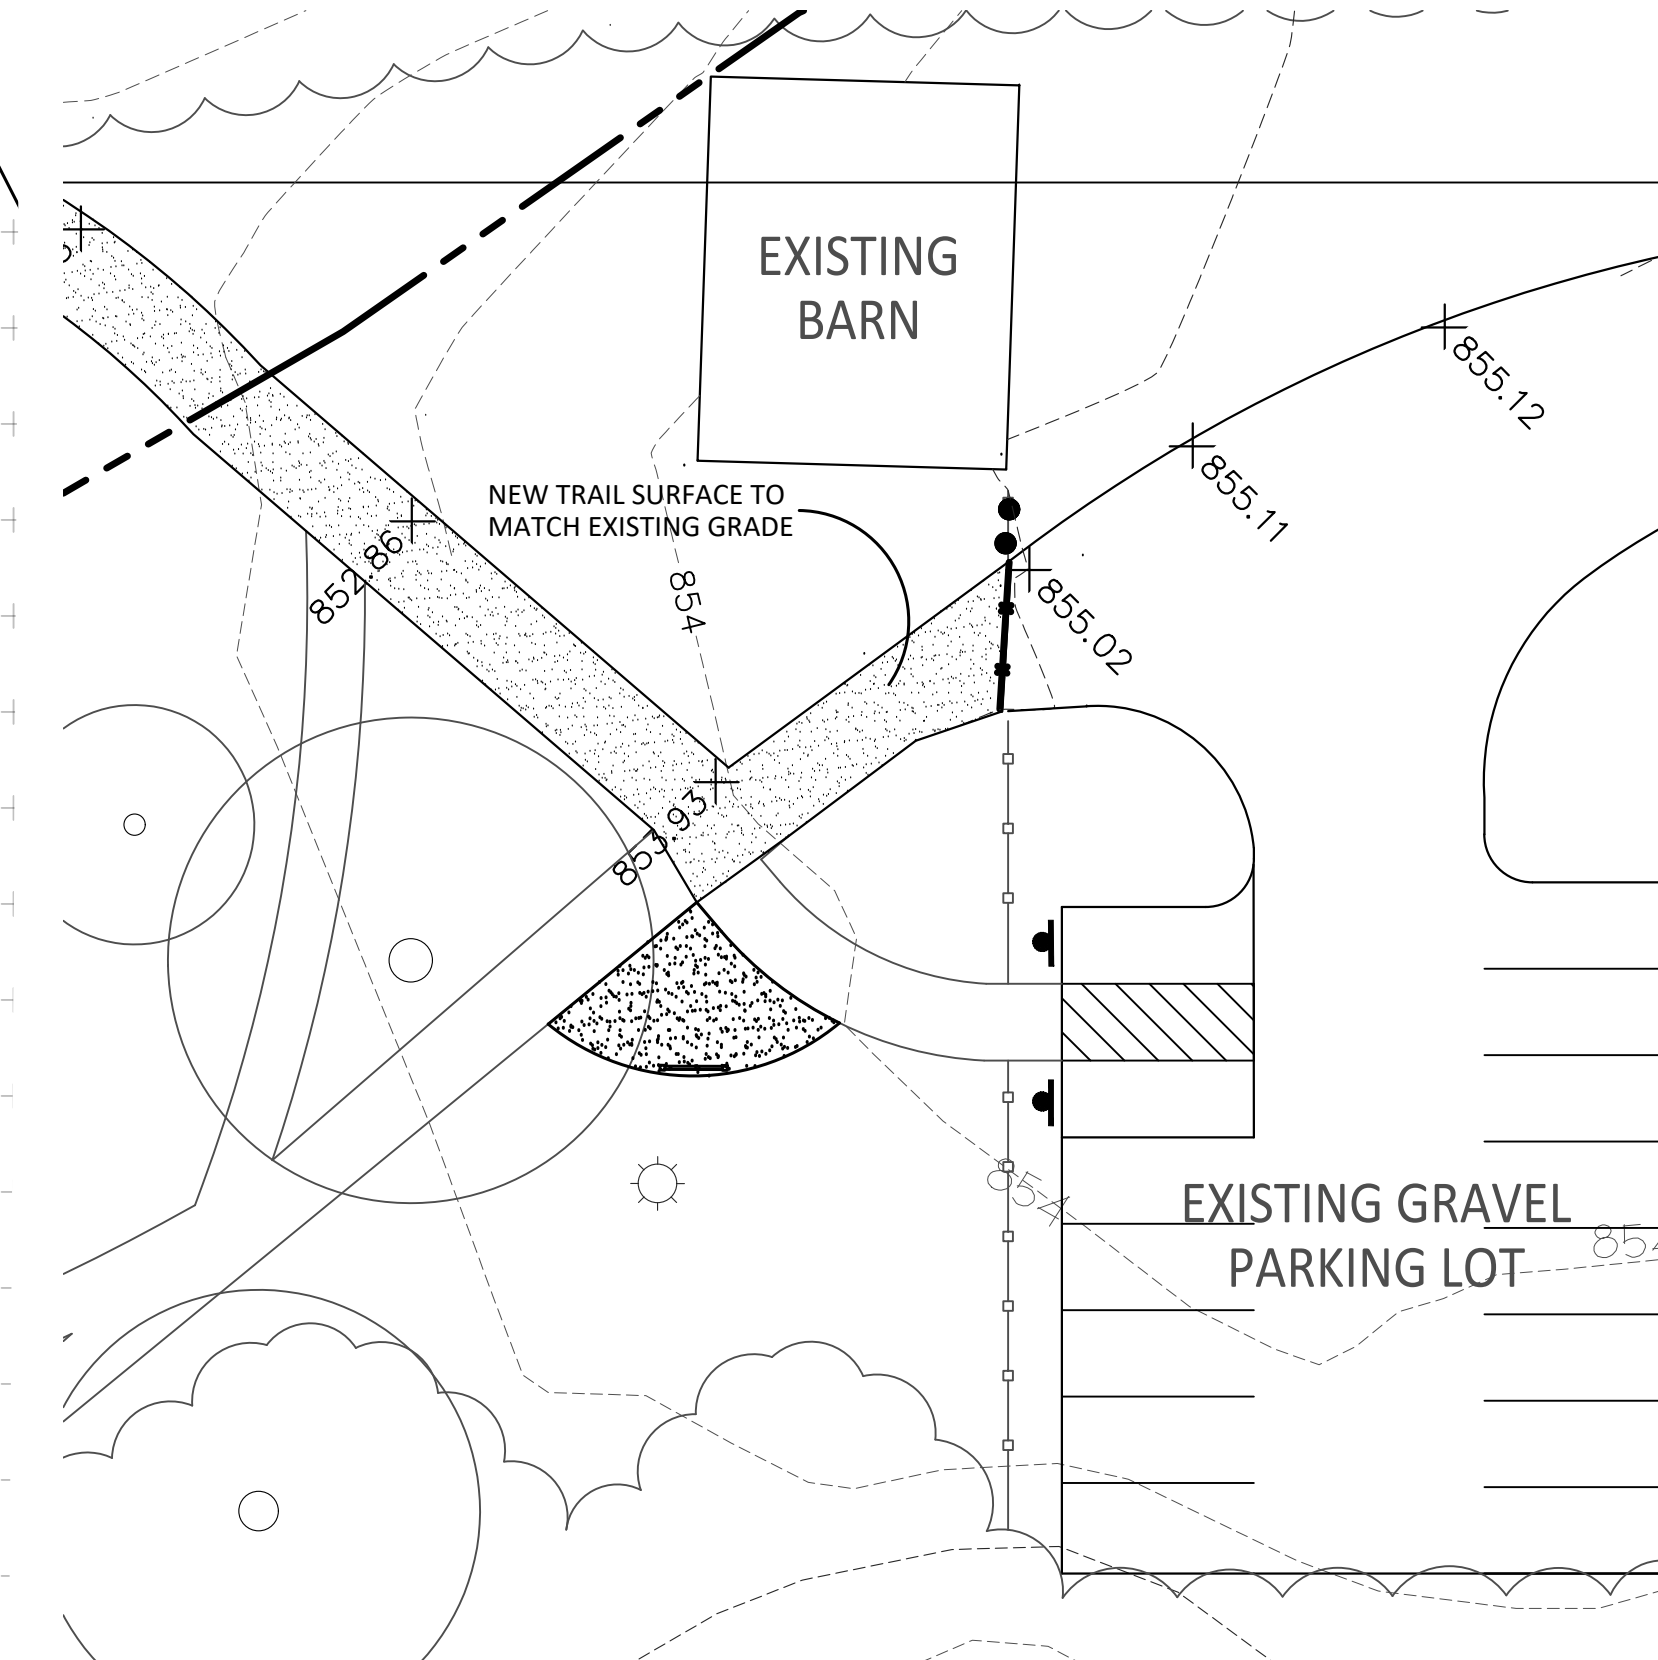 EXISTING
BARN
855.12
855.11
NEW TRAIL SURFACE TO
MATCH EXISTING GRADE
852.86
854
855.02
853.93
854
EXISTING GRAVEL
PARKING LOT